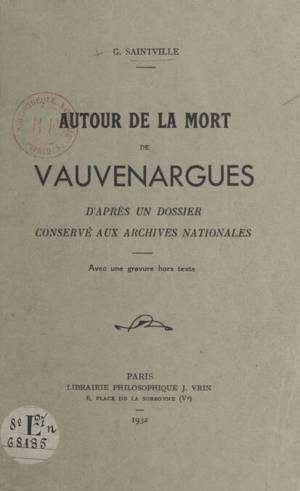 G. SAINTVILLE
AUTOUR DE LA MORT
DE
VAUVENARGUES
D'APRÈS UN DOSSIER
CONSERVÉ AUX ARCHIVES NATIONALES
Avec une gravure hors texte
PARIS
LIBRAIRIE PHILOSOPHIQUE J. VRIN
6, PLACE DE LA SORBONNE (Vᵉ)
1932